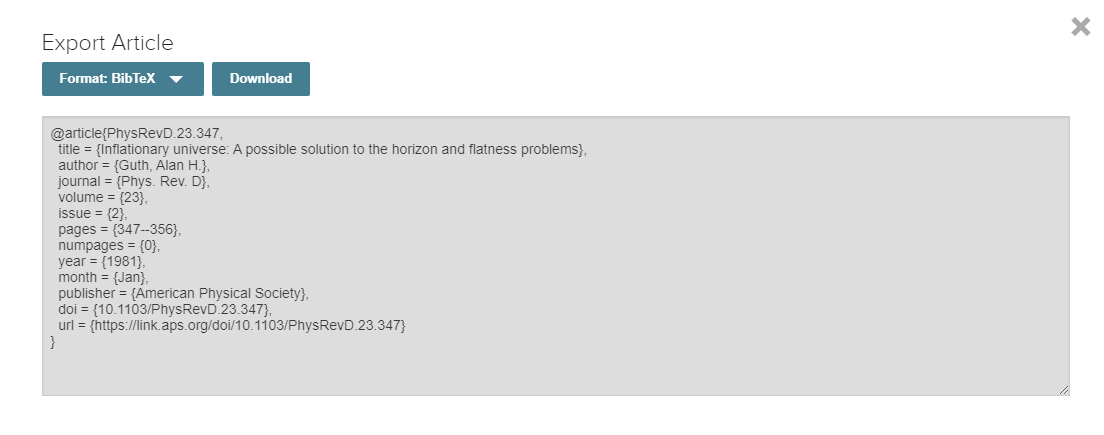 Export Article
Format: BibTeX
Download
@article{PhysRevD.23.347,
  title = {Inflationary universe: A possible solution to the horizon and flatness problems},
  author = {Guth, Alan H.},
  journal = {Phys. Rev. D},
  volume = {23},
  issue = {2},
  pages = {347--356},
  numpages = {0},
  year = {1981},
  month = {Jan},
  publisher = {American Physical Society},
  doi = {10.1103/PhysRevD.23.347},
  url = {https://link.aps.org/doi/10.1103/PhysRevD.23.347}
}